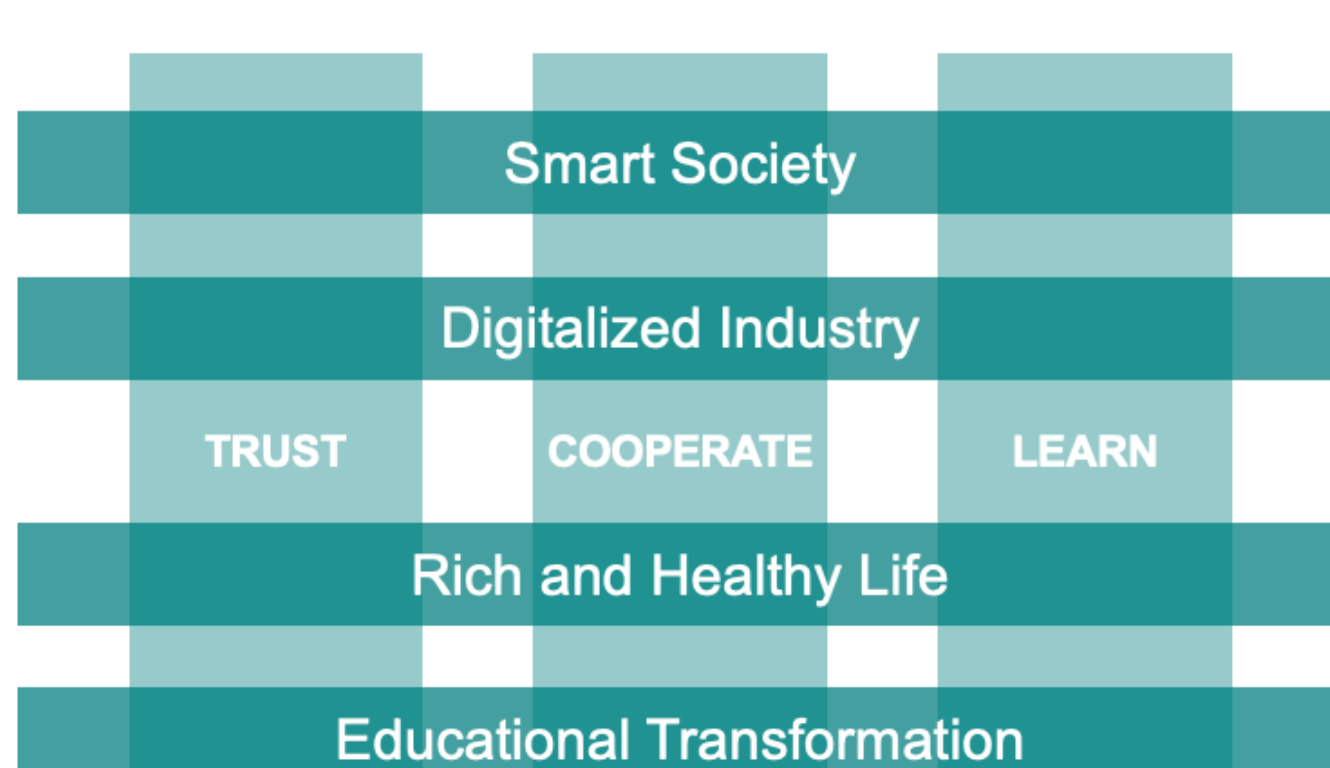 Smart Society
Digitalized Industry
TRUST COOPERATE LEARN
Rich and Healthy Life
Educational Transformation